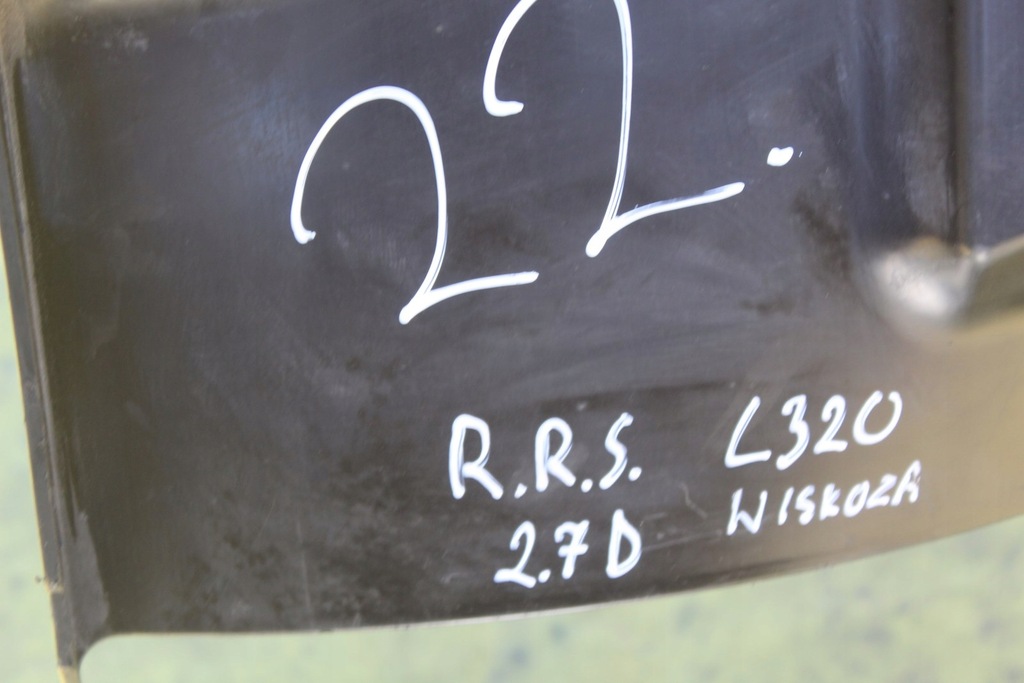 22.
R.R.S. L320
2.7D WISKOZA